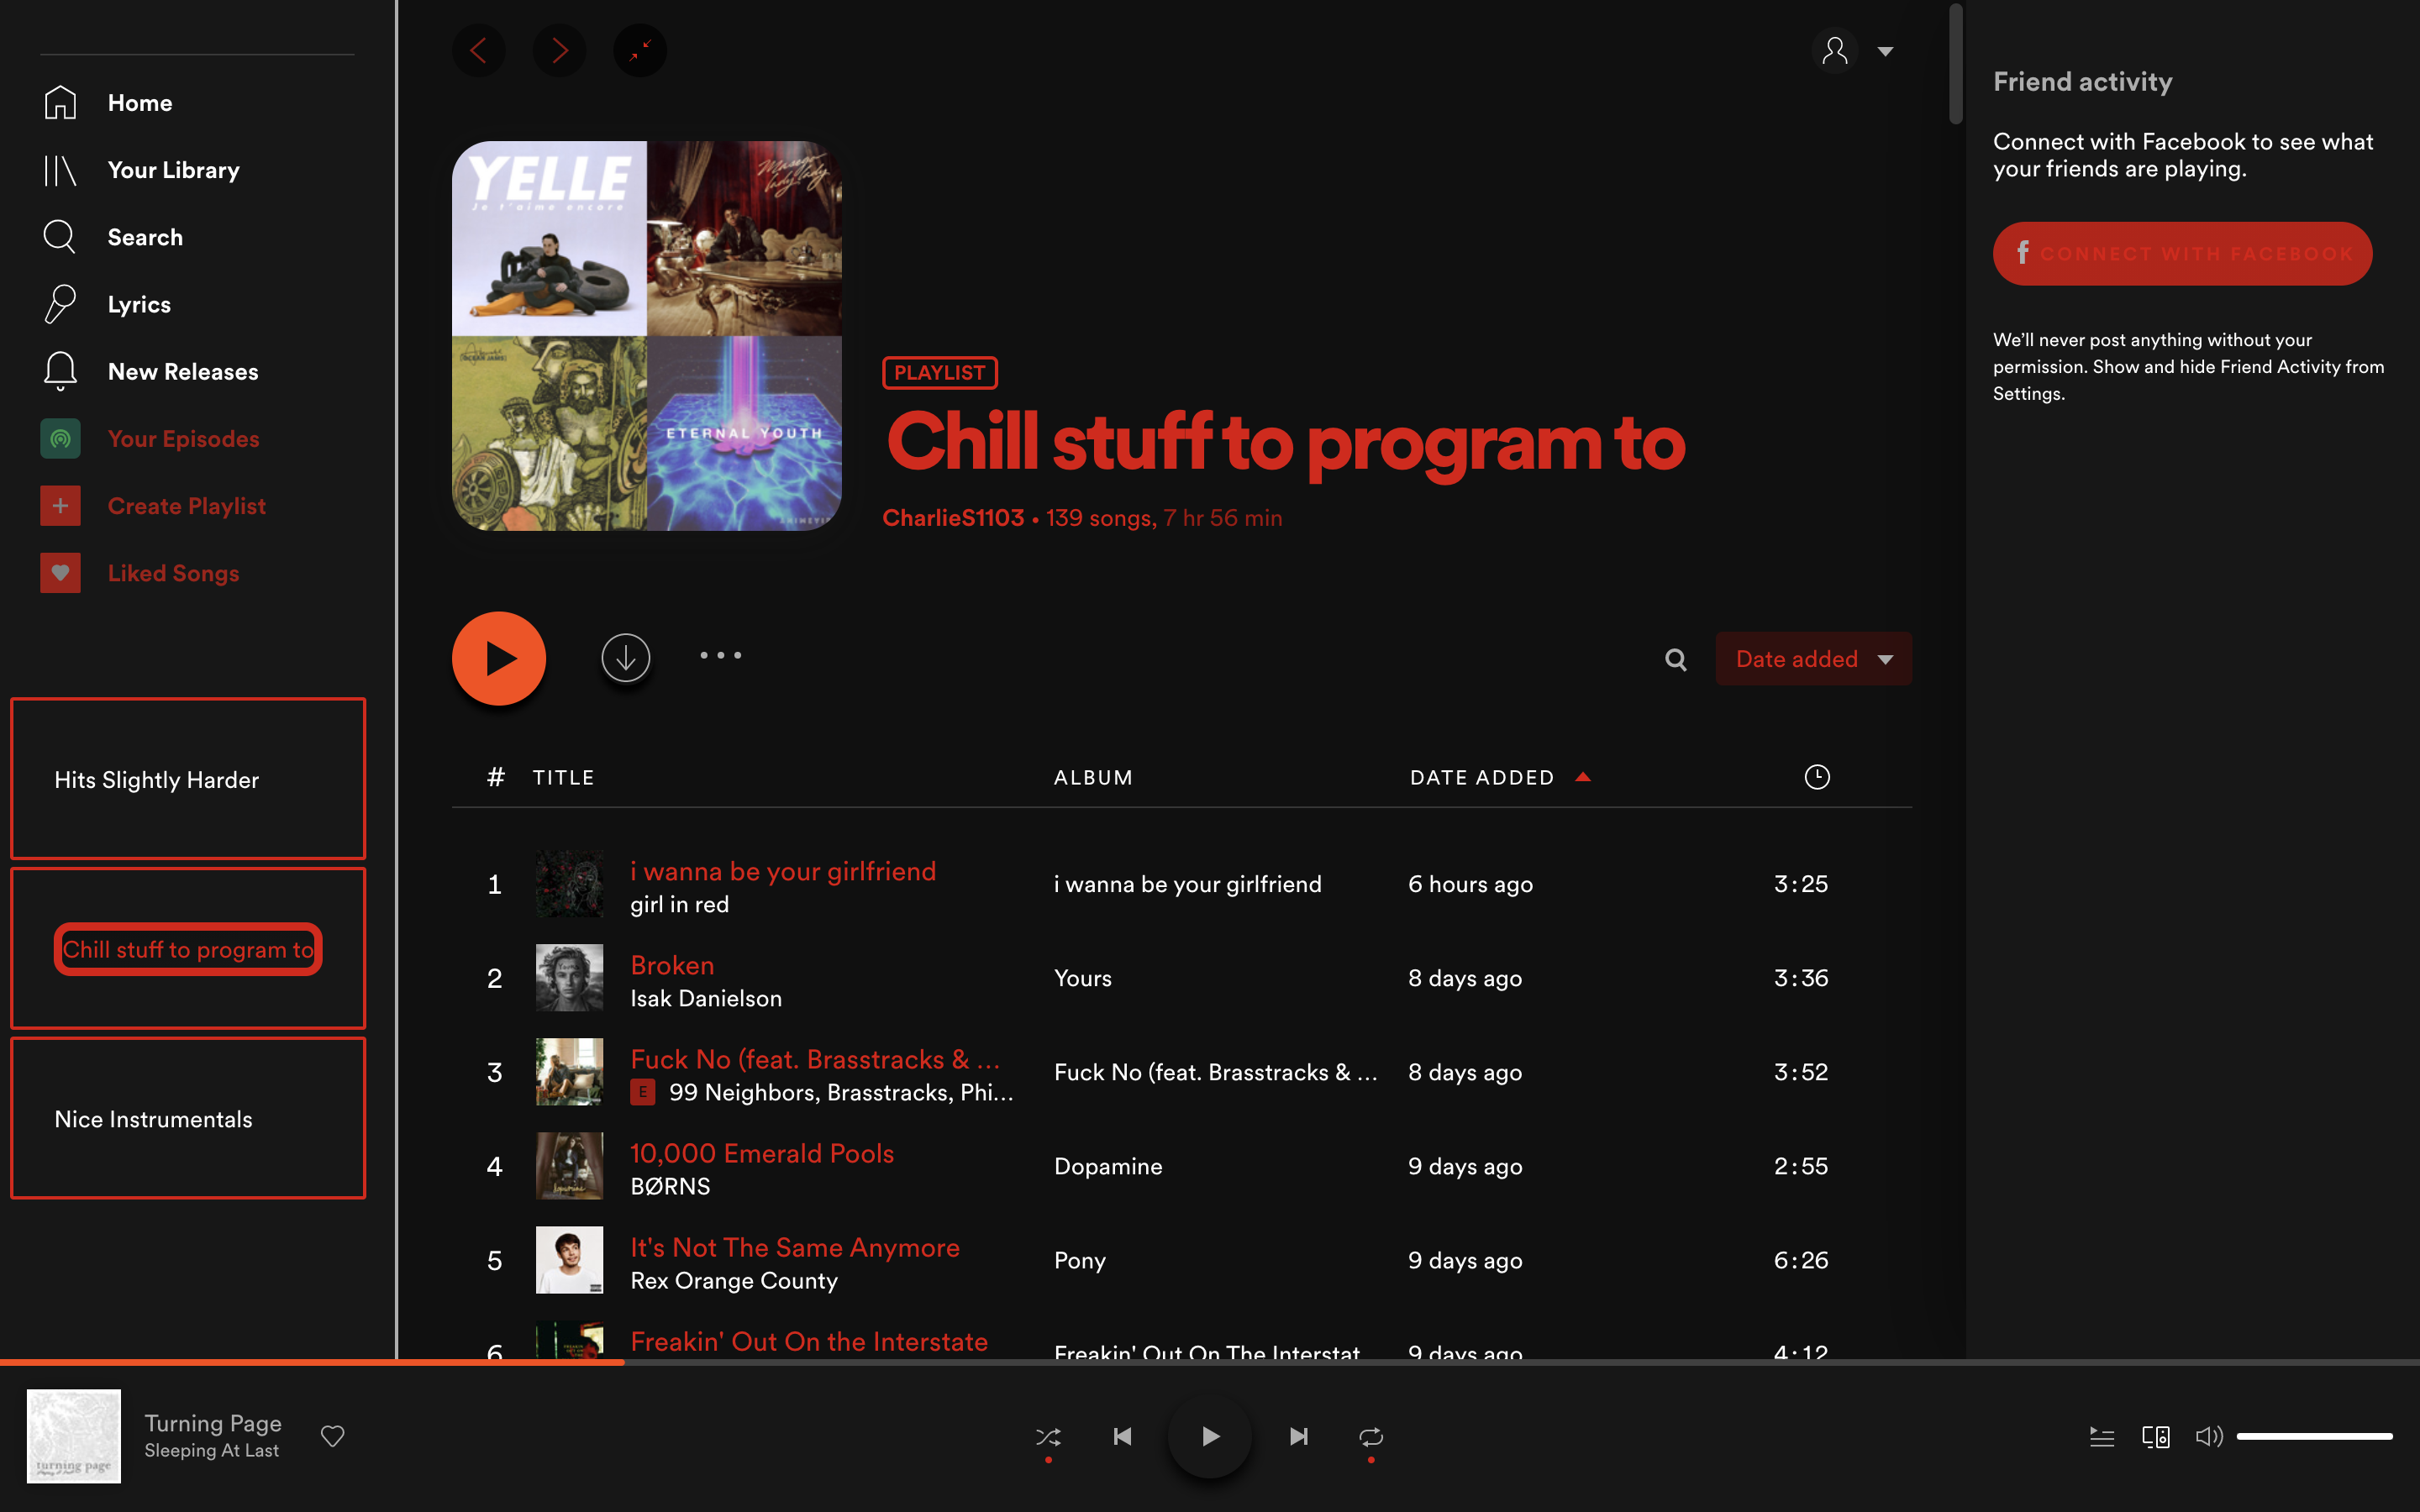 Home
Your Library
Search
Lyrics
New Releases
Your Episodes
Create Playlist
Liked Songs
Hits Slightly Harder
Chill stuff to program to
Nice Instrumentals
YELLE
Je t'aime encore
Masego
lady lady
ETERNAL YOUTH
PLAYLIST
Chill stuff to program to
CharlieS1103 • 139 songs, 7 hr 56 min
Date added
# TITLE ALBUM DATE ADDED
1 i wanna be your girlfriend i wanna be your girlfriend 6 hours ago 3:25
girl in red
2 Broken Yours 8 days ago 3:36
Isak Danielson
3 Fuck No (feat. Brasstracks & ... Fuck No (feat. Brasstracks & ... 8 days ago 3:52
E 99 Neighbors, Brasstracks, Phi...
4 10,000 Emerald Pools Dopamine 9 days ago 2:55
BØRNS
5 It's Not The Same Anymore Pony 9 days ago 6:26
Rex Orange County
6 Freakin' Out On the Interstate Freakin' Out On The Interstat 9 days ago 4:12
Friend activity
Connect with Facebook to see what
your friends are playing.
f CONNECT WITH FACEBOOK
We'll never post anything without your
permission. Show and hide Friend Activity from
Settings.
turning page
Turning Page
Sleeping At Last